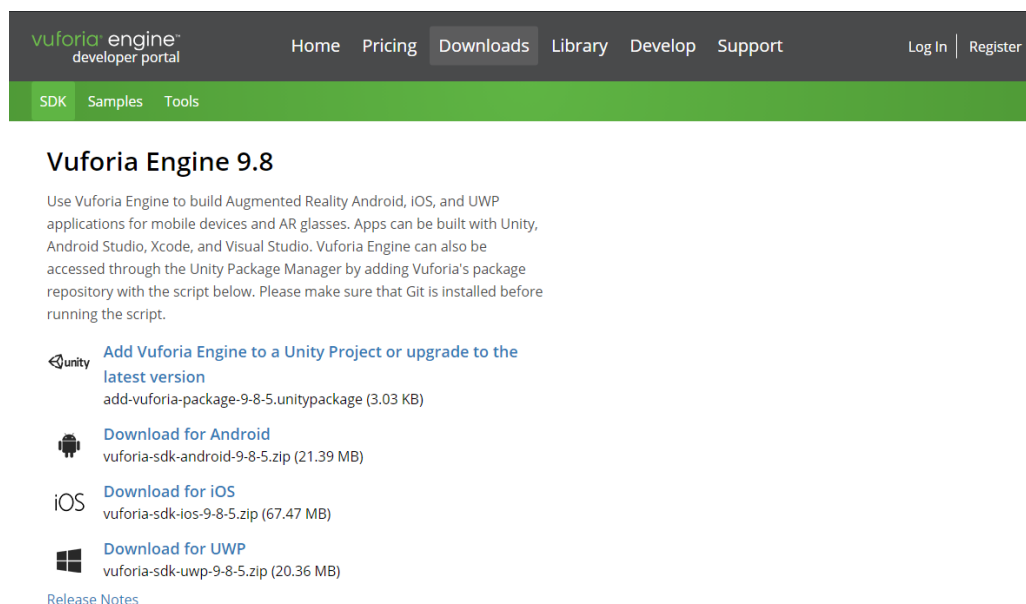 vuforia® engine™
developer portal
Home Pricing Downloads Library Develop Support
Log In Register
SDK Samples Tools
Vuforia Engine 9.8
Use Vuforia Engine to build Augmented Reality Android, iOS, and UWP
applications for mobile devices and AR glasses. Apps can be built with Unity,
Android Studio, Xcode, and Visual Studio. Vuforia Engine can also be
accessed through the Unity Package Manager by adding Vuforia's package
repository with the script below. Please make sure that Git is installed before
running the script.
unity
Add Vuforia Engine to a Unity Project or upgrade to the
latest version
add-vuforia-package-9-8-5.unitypackage (3.03 KB)
Download for Android
vuforia-sdk-android-9-8-5.zip (21.39 MB)
iOS
Download for iOS
vuforia-sdk-ios-9-8-5.zip (67.47 MB)
Download for UWP
vuforia-sdk-uwp-9-8-5.zip (20.36 MB)
Release Notes